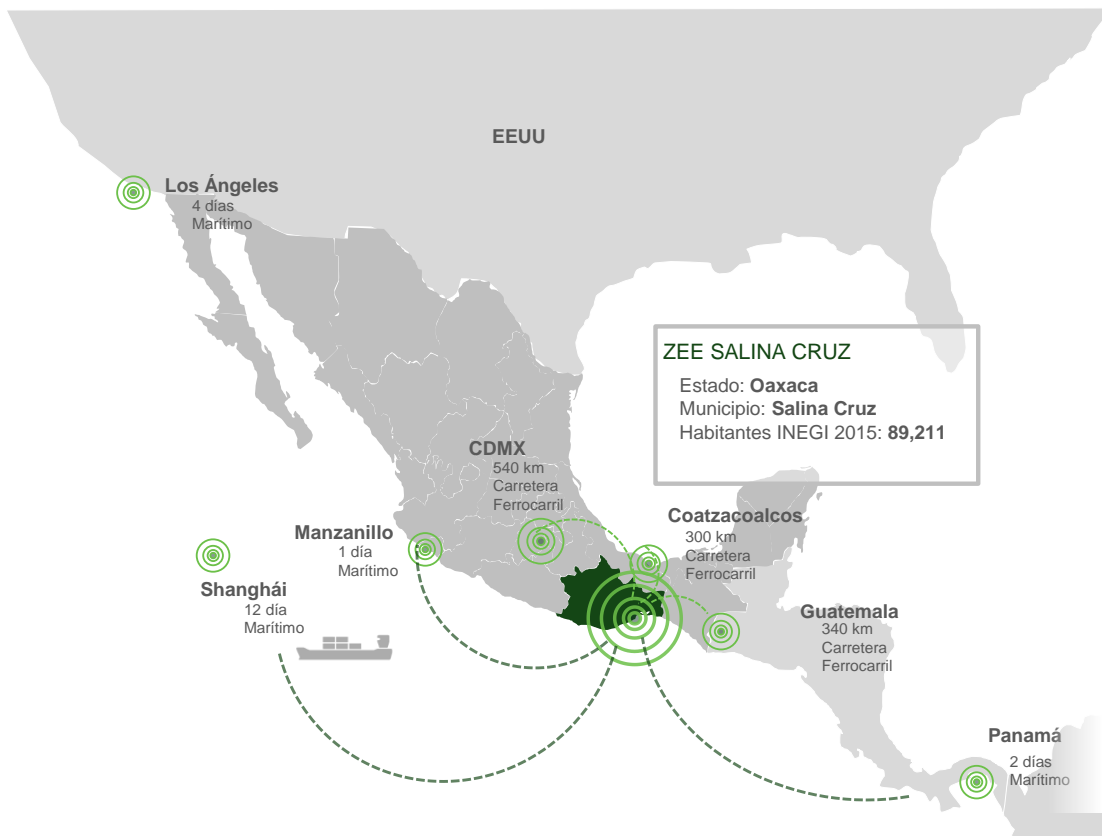 EEUU
Los Ángeles
4 días
Marítimo
ZEE SALINA CRUZ
Estado: Oaxaca
Municipio: Salina Cruz
Habitantes INEGI 2015: 89,211
CDMX
540 km
Carretera
Ferrocarril
Manzanillo
1 día
Marítimo
Coatzacoalcos
300 km
Carretera
Ferrocarril
Shanghái
12 día
Marítimo
Guatemala
340 km
Carretera
Ferrocarril
Panamá
2 días
Marítimo